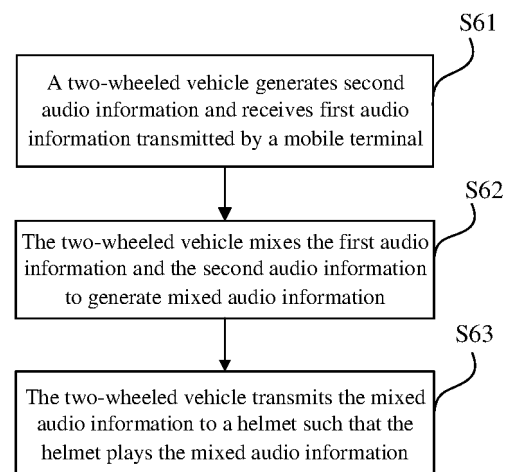 S61
A two-wheeled vehicle generates second
audio information and receives first audio
information transmitted by a mobile terminal
S62
The two-wheeled vehicle mixes the first audio
information and the second audio information
to generate mixed audio information
S63
The two-wheeled vehicle transmits the mixed
audio information to a helmet such that the
helmet plays the mixed audio information